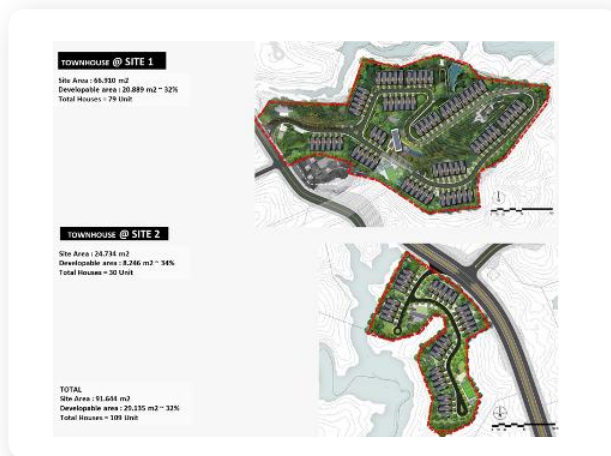 TOWNHOUSE @ SITE 1
Site Area : 66.910 m2
Developable area : 20.889 m2 ~ 32%
Total Houses = 79 Unit
TOWNHOUSE @ SITE 2
Site Area : 24.734 m2
Developable area : 8.246 m2 ~ 34%
Total Houses = 30 Unit
TOTAL
Site Area : 91.644 m2
Developable area : 29.135 m2 ~ 32%
Total Houses = 109 Unit